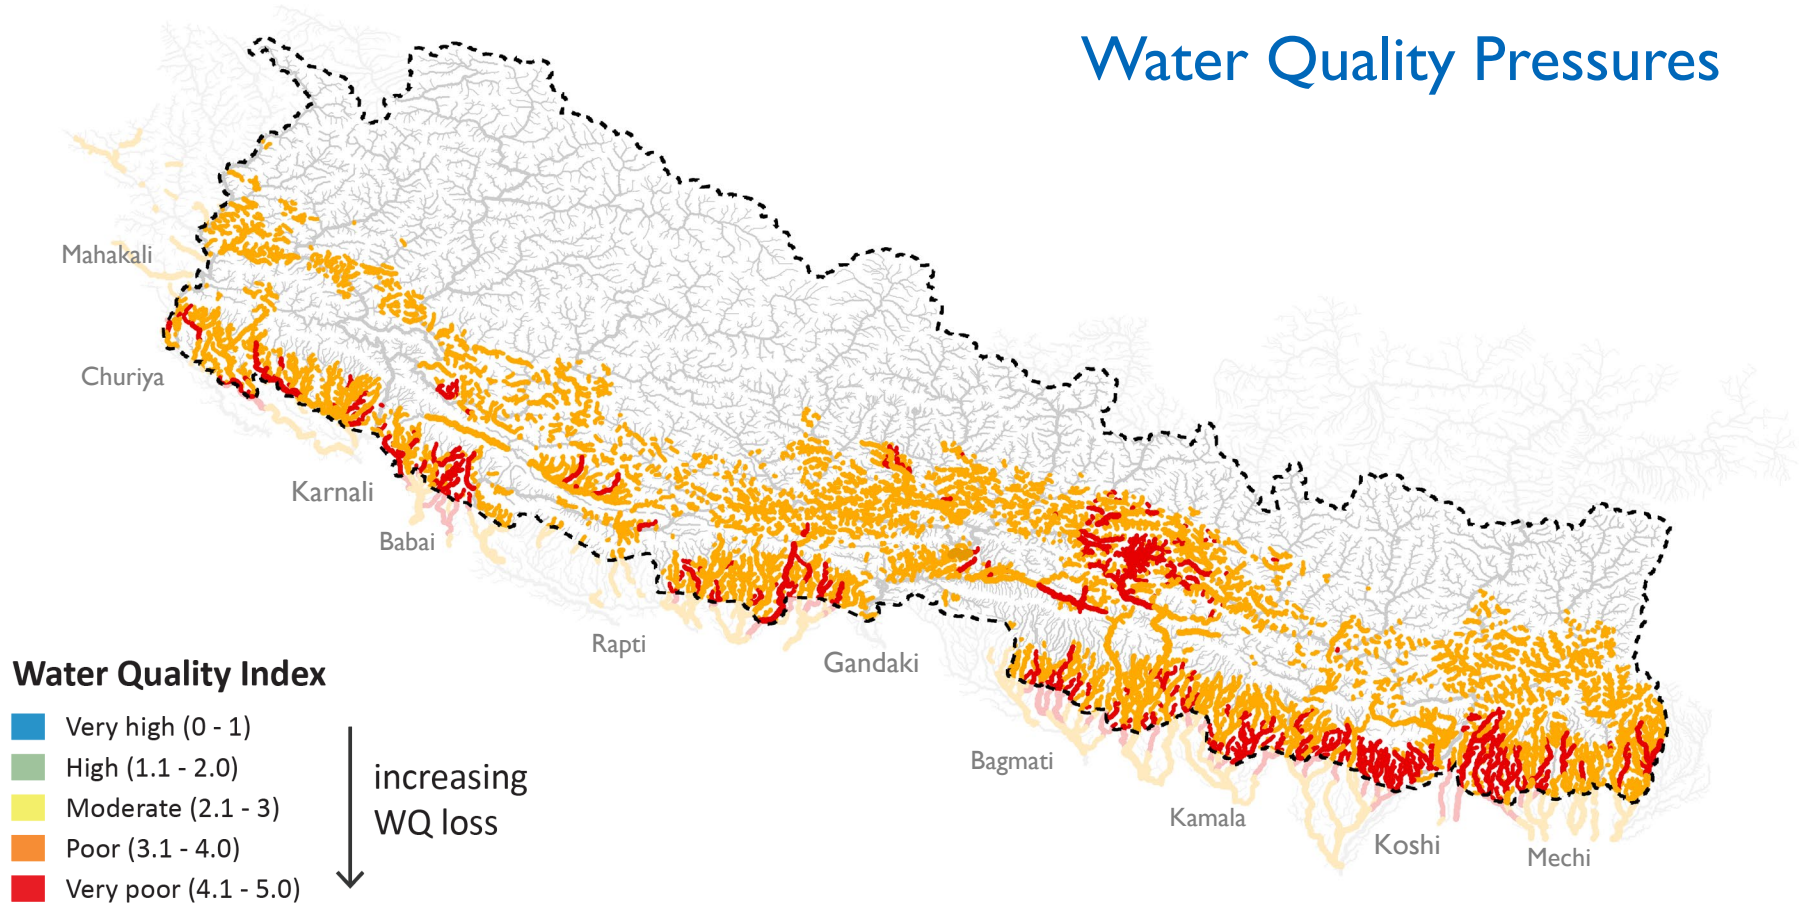 Water Quality Pressures
Mahakali
Churiya
Karnali
Babai
Rapti
Gandaki
Bagmati
Kamala
Koshi
Mechi
Water Quality Index
Very high (0 - 1)
High (1.1 - 2.0)
Moderate (2.1 - 3)
Poor (3.1 - 4.0)
Very poor (4.1 - 5.0)
increasing
WQ loss